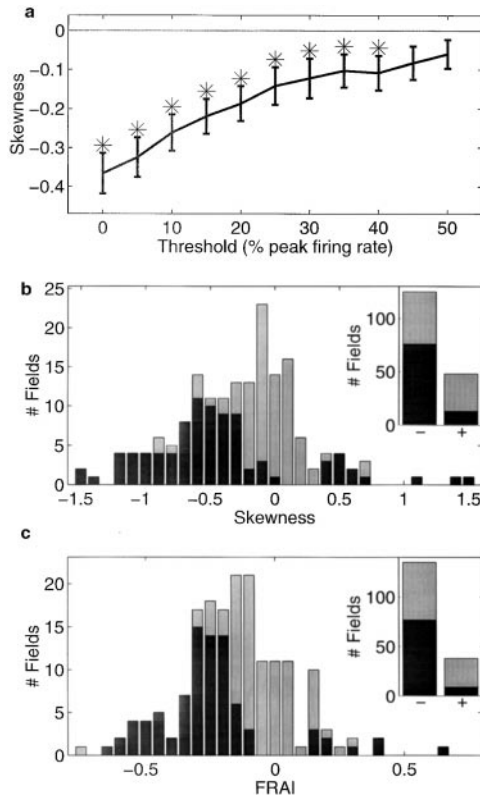 a
0
-0.1
-0.2
-0.3
-0.4
Skewness
0 10 20 30 40 50
Threshold (% peak firing rate)
b
25
20
15
10
5
0
# Fields
-1.5 -1 -0.5 0 0.5 1 1.5
Skewness
100
50
0
# Fields
- +
c
20
15
10
5
0
# Fields
-0.5 0 0.5
FRAI
100
50
0
# Fields
- +